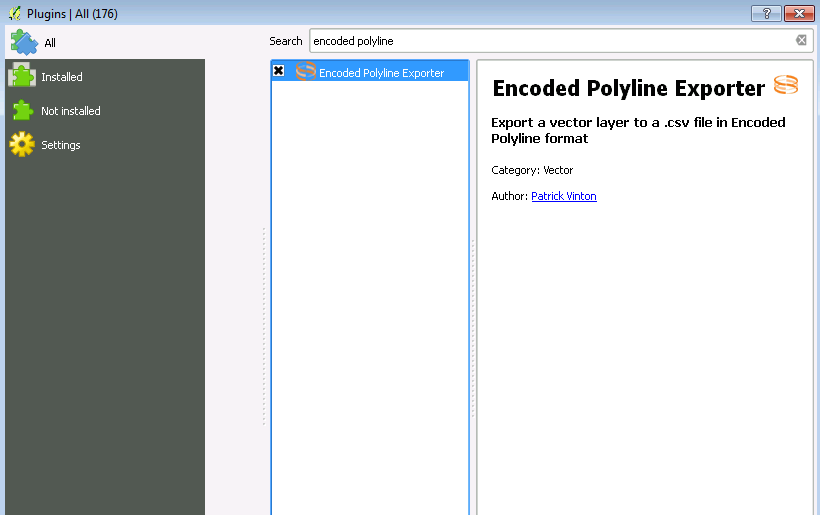 Plugins | All (176)
All
Search
encoded polyline
Installed
Not installed
Settings
Encoded Polyline Exporter
Encoded Polyline Exporter
Export a vector layer to a .csv file in Encoded
Polyline format
Category: Vector
Author: Patrick Vinton